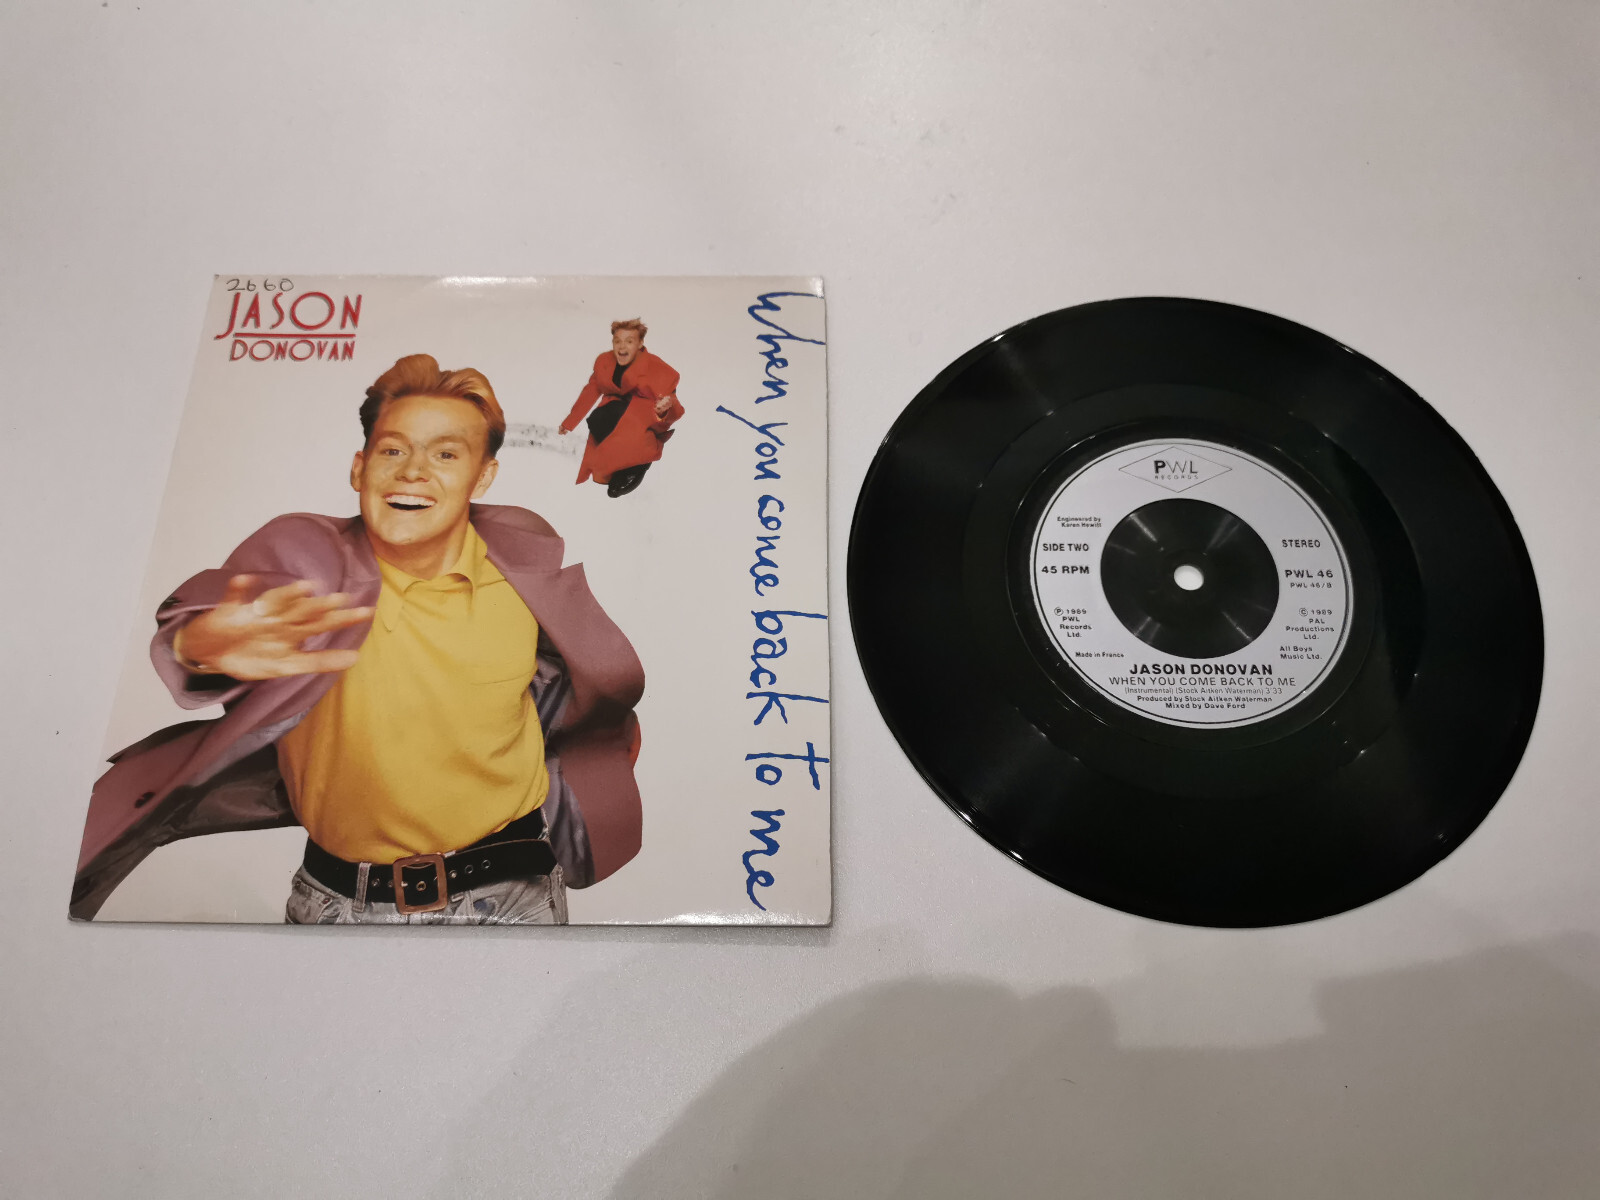 2660
JASON
DONOVAN
When you come back to me
PWL
RECORDS
Engineered by
Karen Hewitt
SIDE TWO
45 RPM
STEREO
PWL 46
PWL 46/B
Ⓟ 1989
PWL
Records
Ltd.
© 1989
PAL
Productions
Ltd.
Made in France
All Boys
Music Ltd.
JASON DONOVAN
WHEN YOU COME BACK TO ME
(Instrumental) (Stock Aitken Waterman) 3'33
Produced by Stock Aitken Waterman
Mixed by Dave Ford